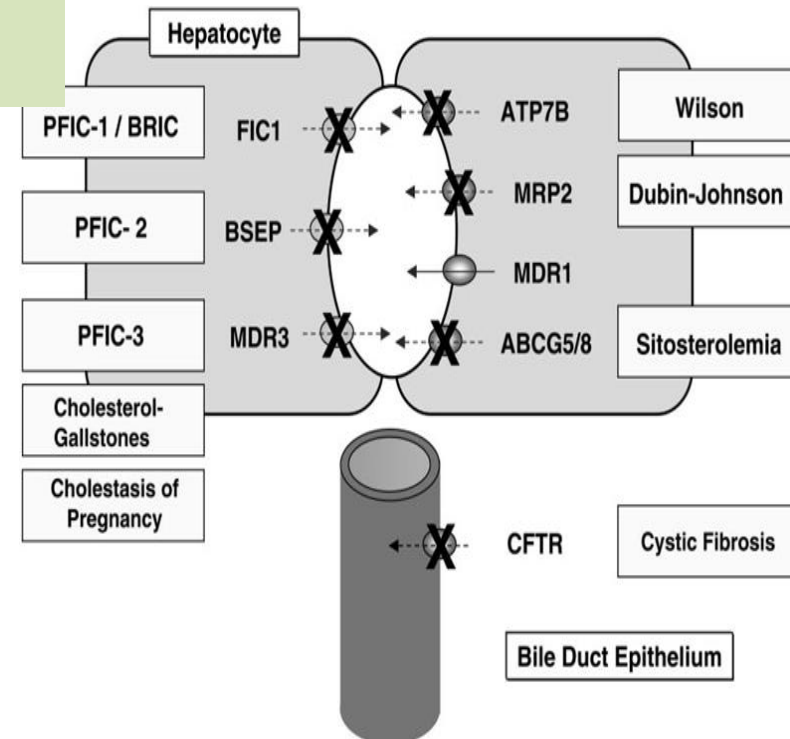 Hepatocyte
PFIC-1 / BRIC
FIC1
X
X
ATP7B
Wilson
PFIC- 2
BSEP
X
X
MRP2
Dubin-Johnson
MDR1
PFIC-3
MDR3
X
X
ABCG5/8
Sitosterolemia
Cholesterol-
Gallstones
Cholestasis of
Pregnancy
X
CFTR
Cystic Fibrosis
Bile Duct Epithelium